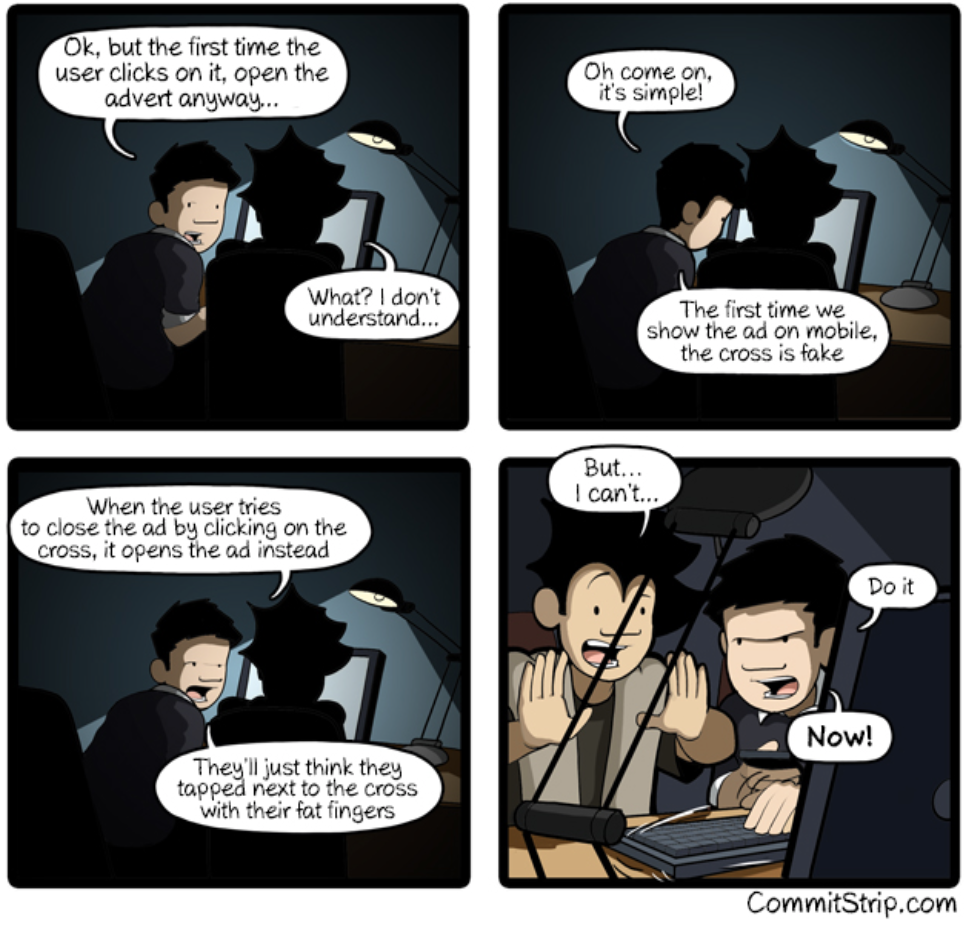 Ok, but the first time the
user clicks on it, open the
advert anyway...
What? I don't
understand...
Oh come on,
it's simple!
The first time we
show the ad on mobile,
the cross is fake
When the user tries
to close the ad by clicking on the
cross, it opens the ad instead
They'll just think they
tapped next to the cross
with their fat fingers
But...
I can't...
Do it
Now!
CommitStrip.com